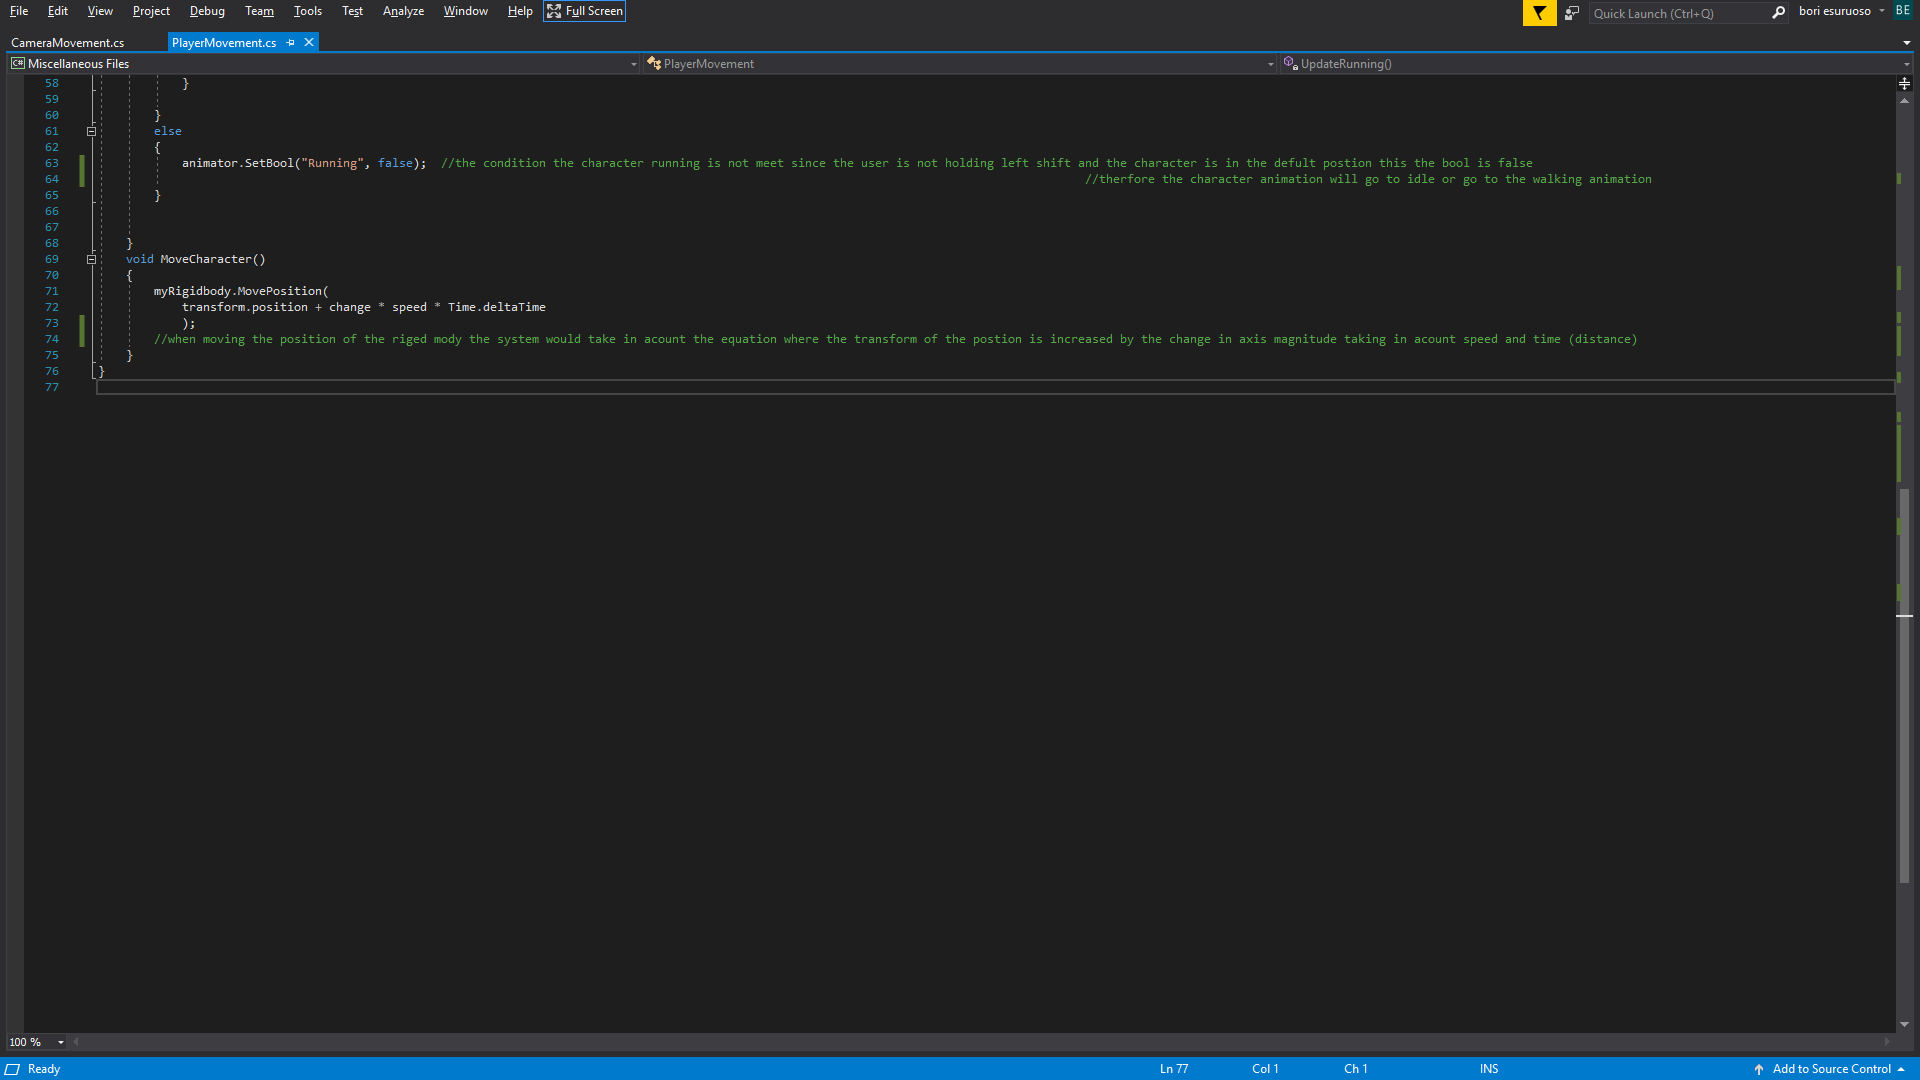 File Edit View Project Debug Team Tools Test Analyze Window Help Full Screen Quick Launch (Ctrl+Q) bori esuruoso BE
CameraMovement.cs PlayerMovement.cs
C# Miscellaneous Files PlayerMovement UpdateRunning()
58 }
59
60 }
61 else
62 {
63 animator.SetBool("Running", false); //the condition the character running is not meet since the user is not holding left shift and the character is in the defult postion this the bool is false
64 //therfore the character animation will go to idle or go to the walking animation
65 }
66
67
68 }
69 void MoveCharacter()
70 {
71 myRigidbody.MovePosition(
72 transform.position + change * speed * Time.deltaTime
73 );
74 //when moving the position of the riged mody the system would take in acount the equation where the transform of the postion is increased by the change in axis magnitude taking in acount speed and time (distance)
75 }
76 }
77
100 %
Ready Ln 77 Col 1 Ch 1 INS Add to Source Control